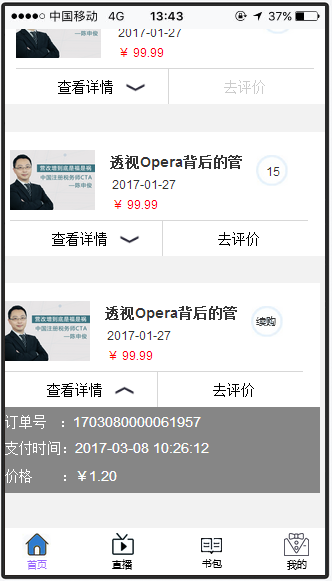 中国移动 4G 13:43 37%
陈申俊
2017-01-27
￥ 99.99
查看详情 去评价
营改增到底是福是祸
中国注册税务师CTA
—陈申俊
透视Opera背后的管
15
2017-01-27
￥ 99.99
查看详情 去评价
营改增到底是福是祸
中国注册税务师CTA
—陈申俊
透视Opera背后的管
续购
2017-01-27
￥ 99.99
查看详情 去评价
订单号 ：1703080000061957
支付时间：2017-03-08 10:26:12
价格 ：￥1.20
首页 直播 书包 我的